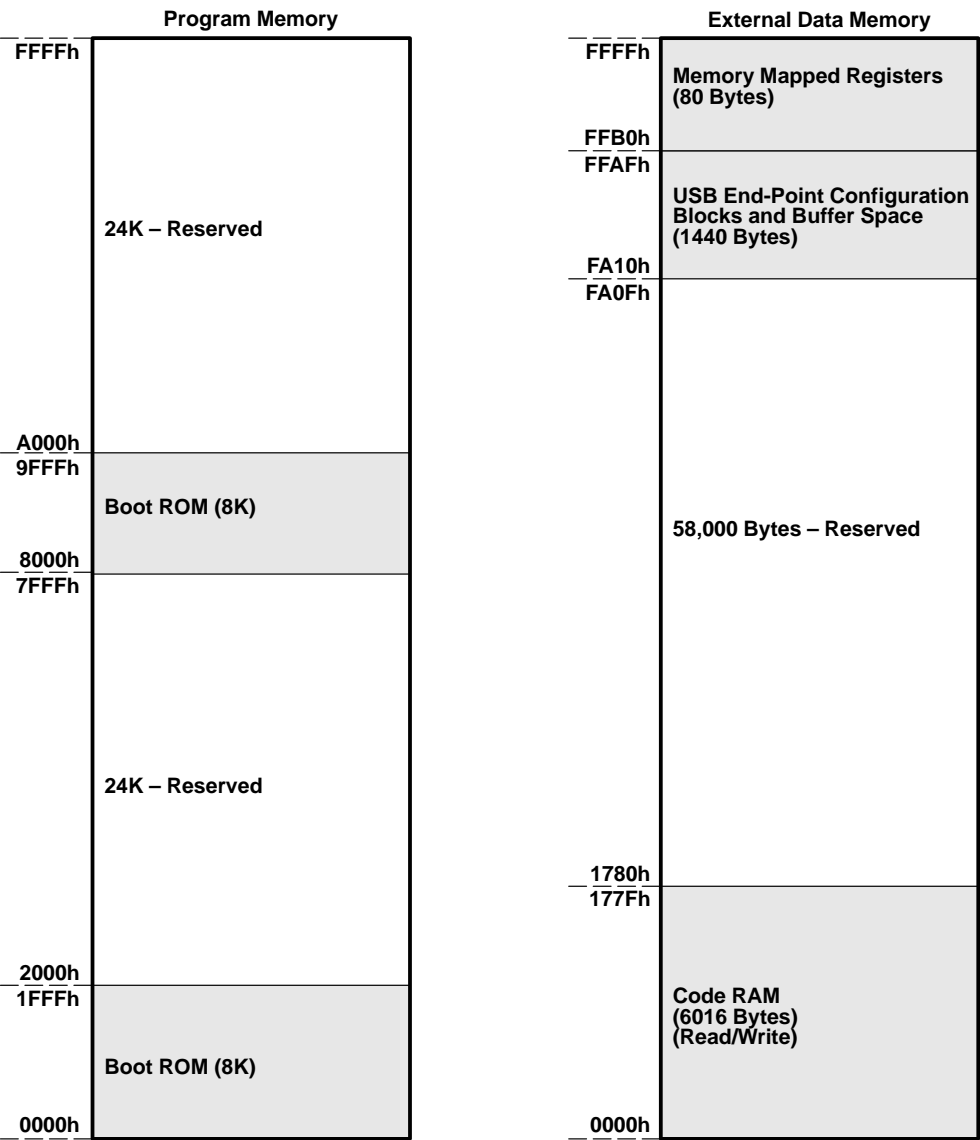 Program Memory
FFFFh
24K – Reserved
A000h
9FFFh
Boot ROM (8K)
8000h
7FFFh
24K – Reserved
2000h
1FFFh
Boot ROM (8K)
0000h
External Data Memory
FFFFh
Memory Mapped Registers
(80 Bytes)
FFB0h
FFAFh
USB End-Point Configuration
Blocks and Buffer Space
(1440 Bytes)
FA10h
FA0Fh
58,000 Bytes – Reserved
1780h
177Fh
Code RAM
(6016 Bytes)
(Read/Write)
0000h